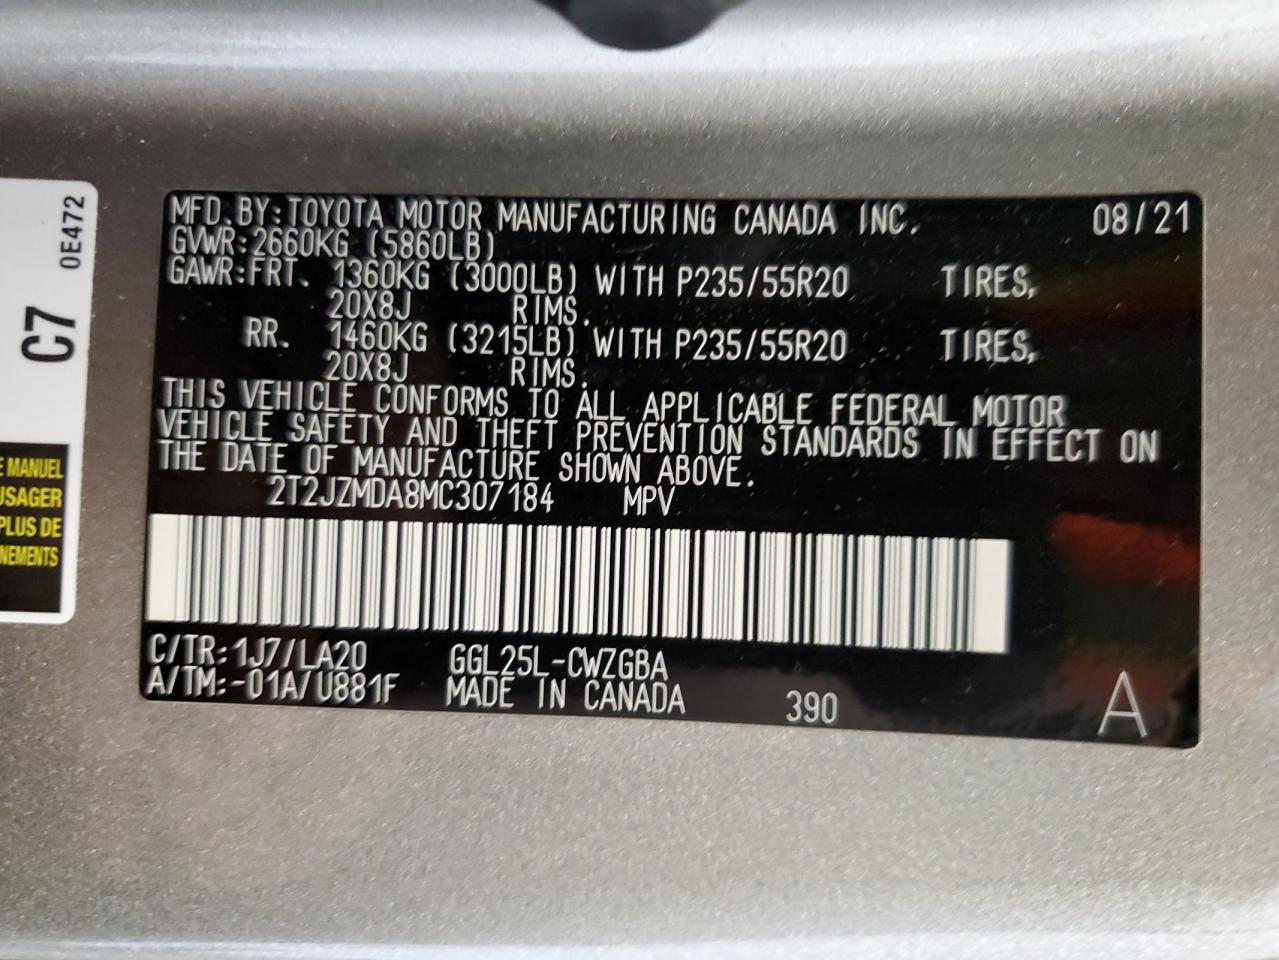 MFD.BY:TOYOTA MOTOR MANUFACTURING CANADA INC. 08/21
GVWR:2660KG (5860LB)
GAWR:FRT. 1360KG (3000LB) WITH P235/55R20 TIRES,
20X8J RIMS.
RR. 1460KG (3215LB) WITH P235/55R20 TIRES,
20X8J RIMS.
THIS VEHICLE CONFORMS TO ALL APPLICABLE FEDERAL MOTOR
VEHICLE SAFETY AND THEFT PREVENTION STANDARDS IN EFFECT ON
THE DATE OF MANUFACTURE SHOWN ABOVE.
2T2JZMDA8MC307184 MPV
C/TR:1J7/LA20 GGL25L-CWZGBA
A/TM:-01A/U881F MADE IN CANADA 390 A
0E472
C7
E MANUEL
USAGER
PLUS DE
NEMENTS